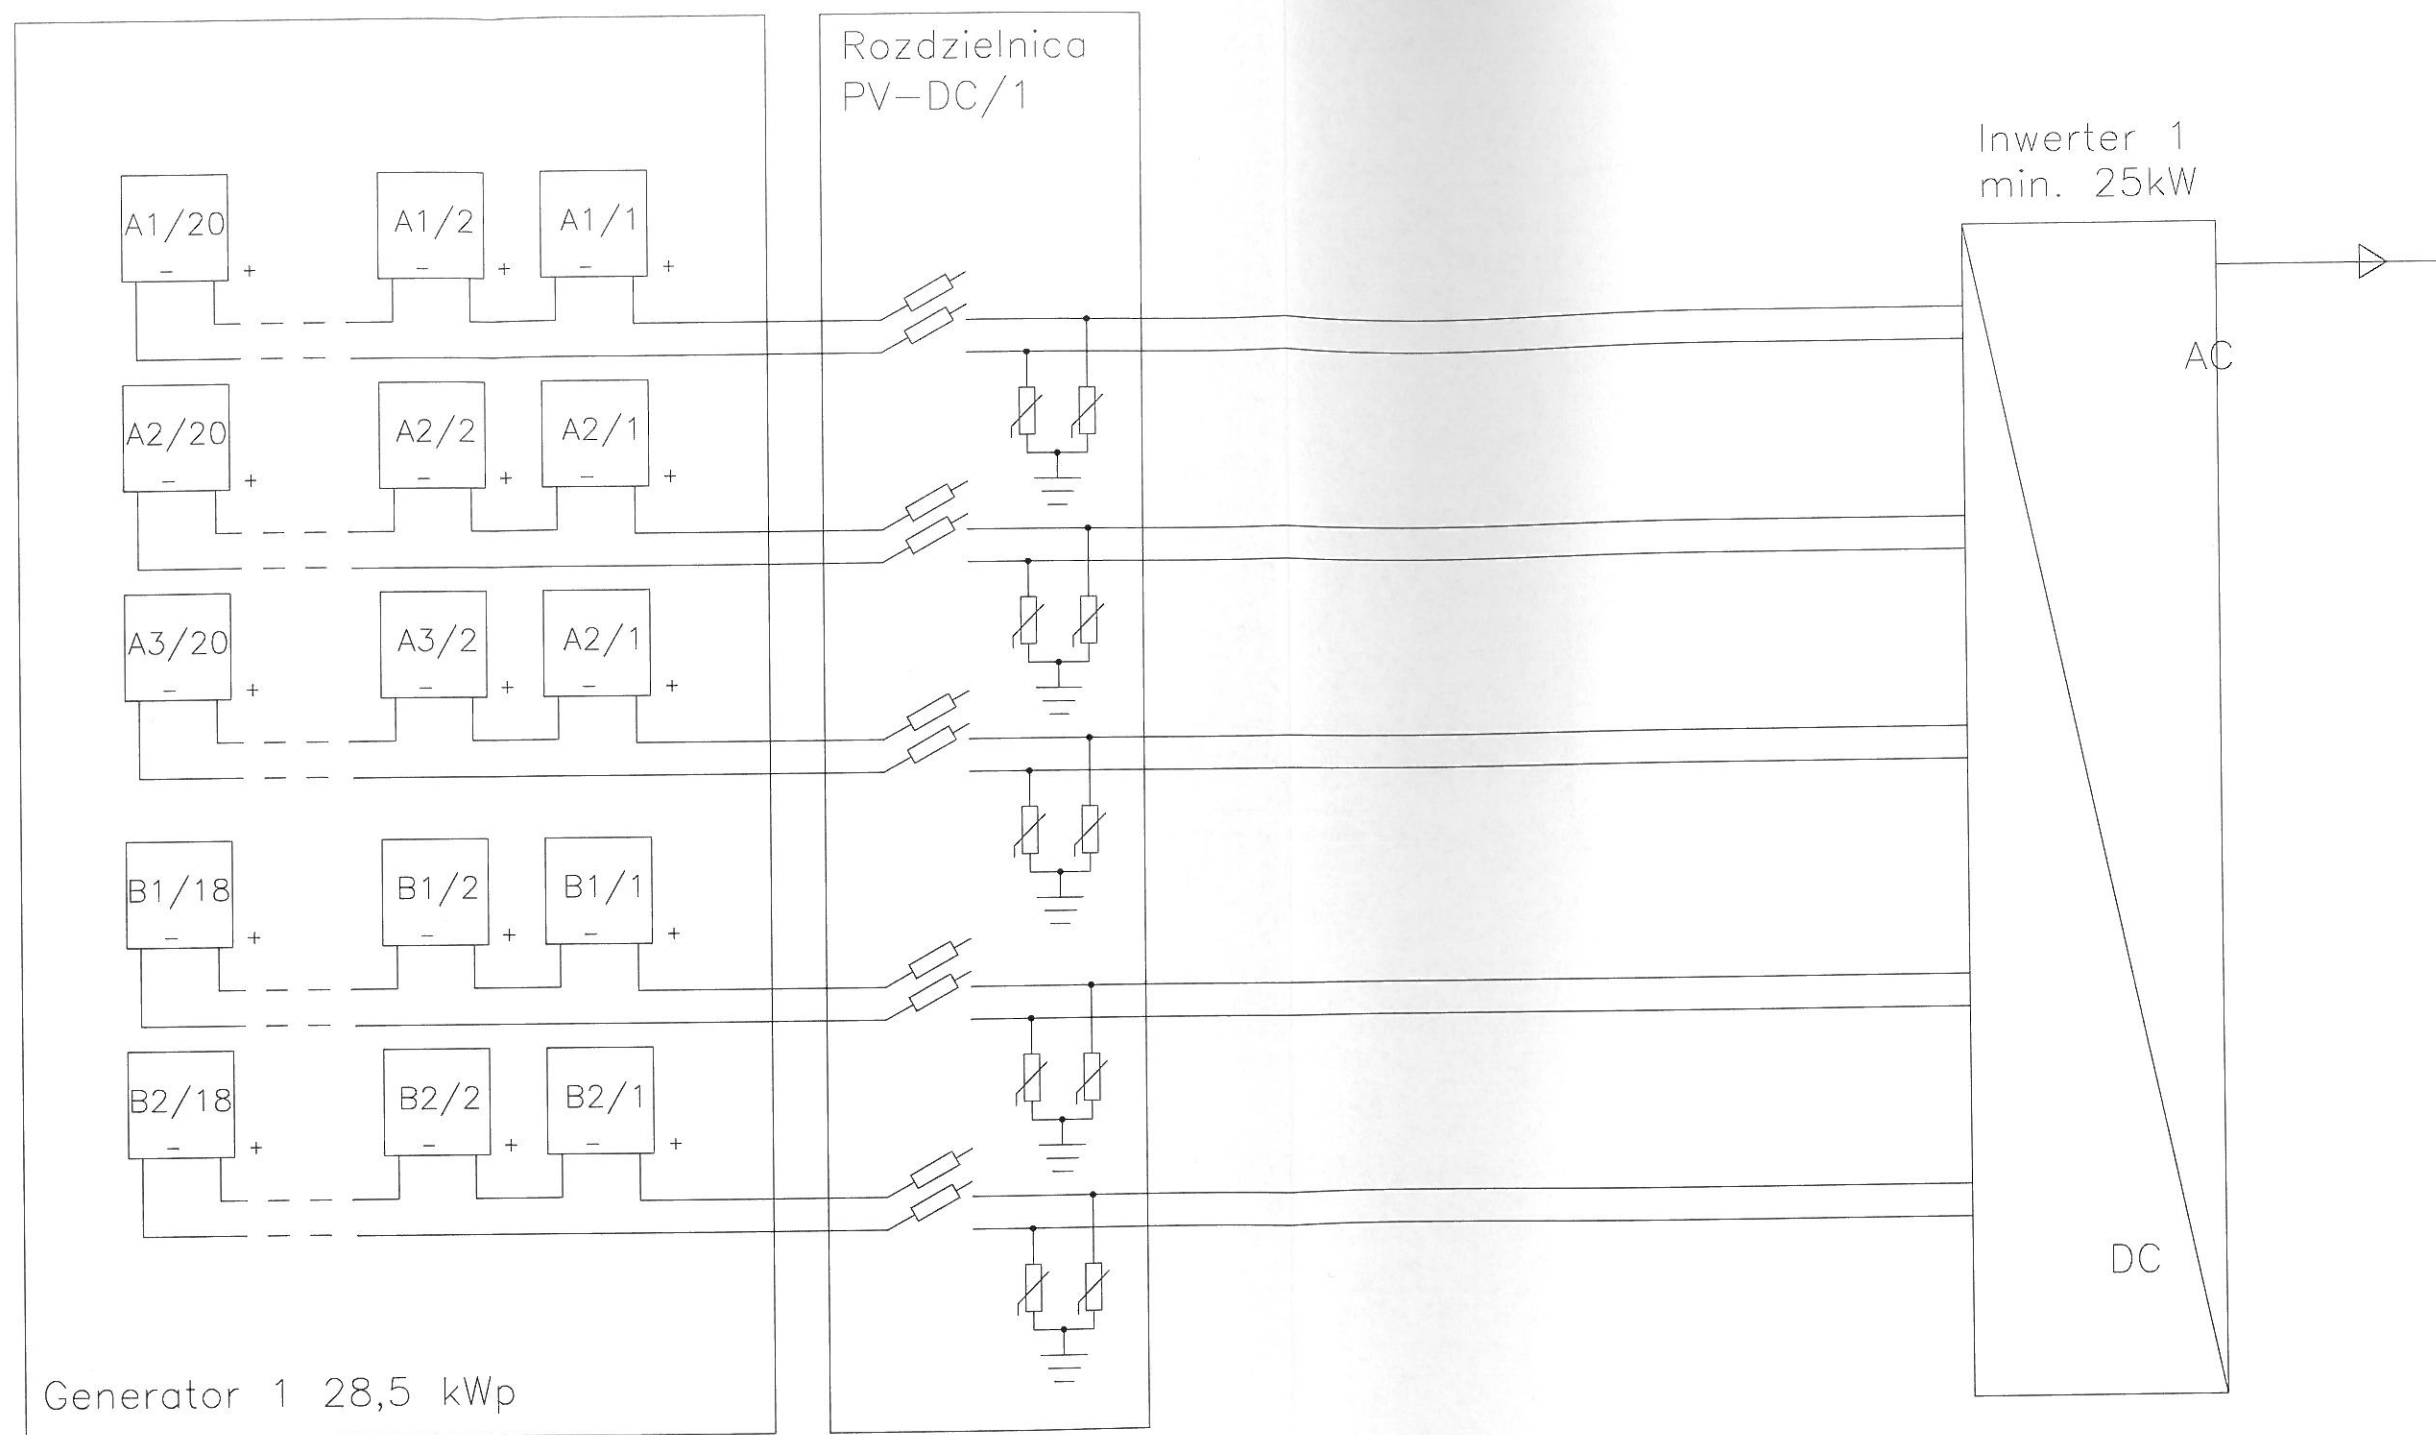 Rozdzielnica
PV-DC/1
Inwerter 1
min. 25kW
A1/20
A1/2
A1/1
- + - + - +
AC
A2/20
A2/2
A2/1
- + - + - +
A3/20
A3/2
A2/1
- + - + - +
B1/18
B1/2
B1/1
- + - + - +
B2/18
B2/2
B2/1
- + - + - +
DC
Generator 1 28,5 kWp